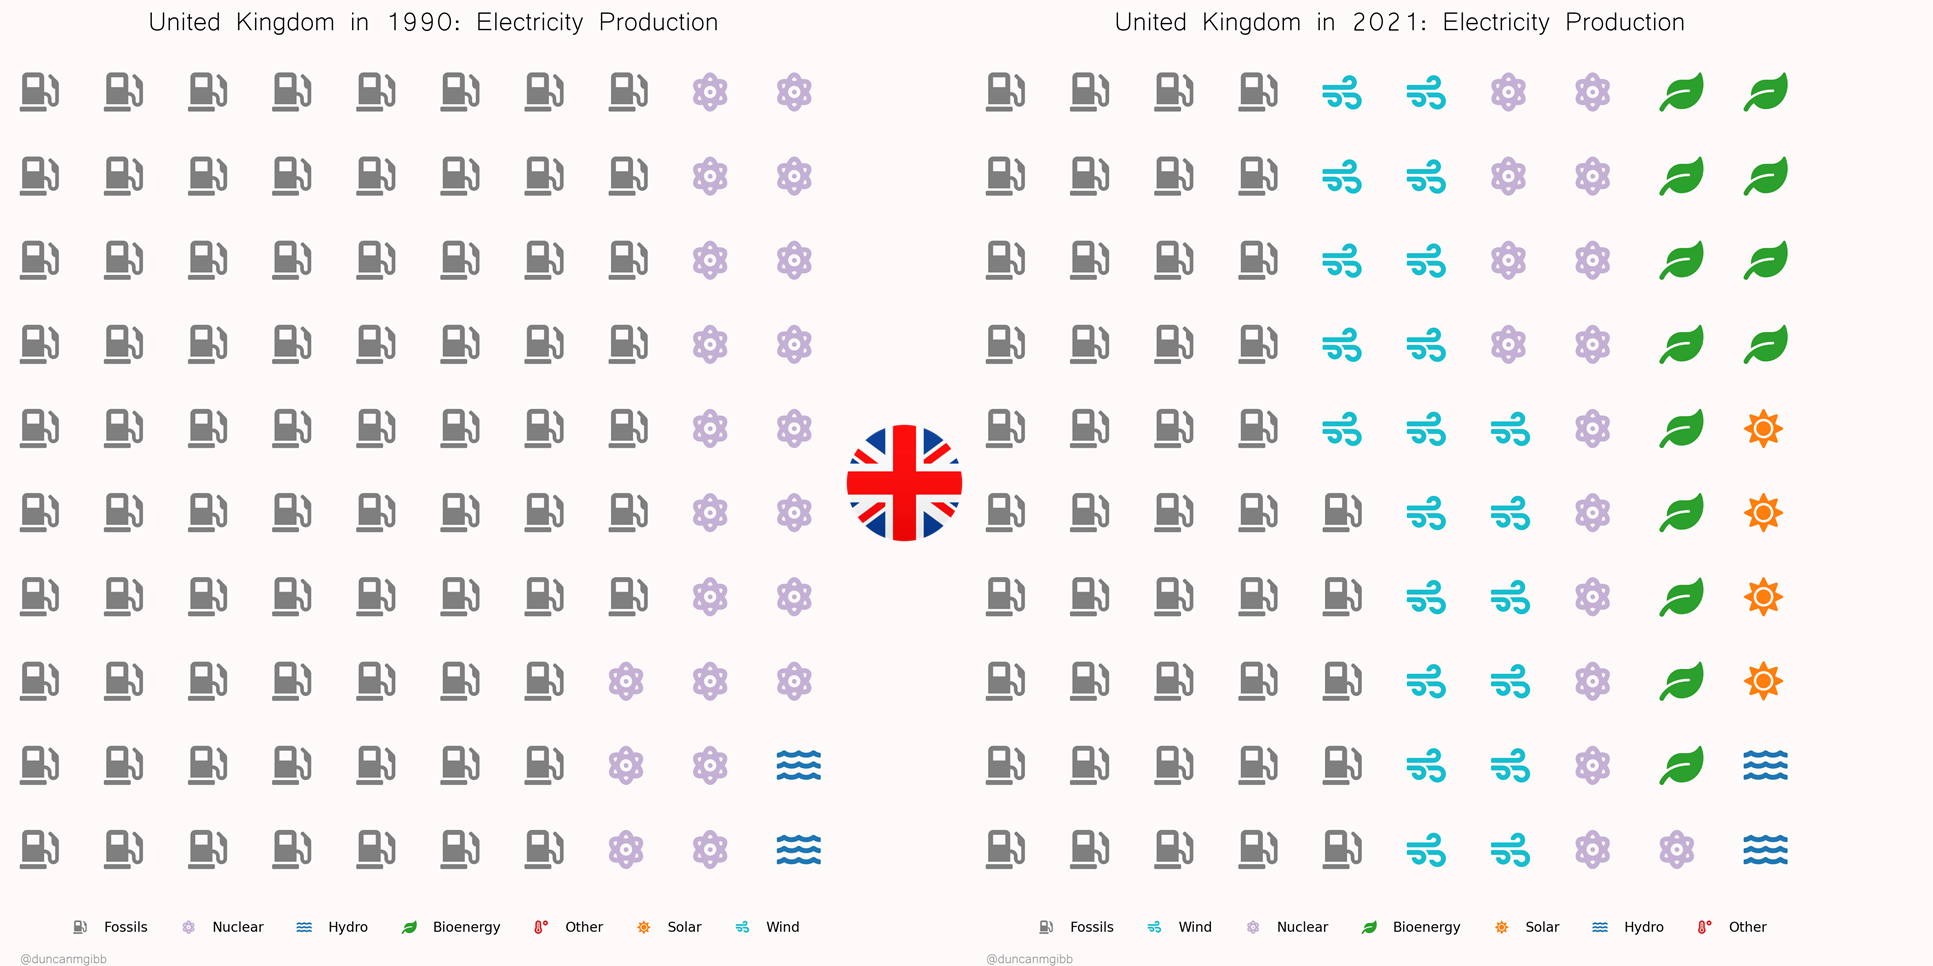 United Kingdom in 1990: Electricity Production
United Kingdom in 2021: Electricity Production
Fossils Nuclear Hydro Bioenergy Other Solar Wind
Fossils Wind Nuclear Bioenergy Solar Hydro Other
@duncanmgibb
@duncanmgibb